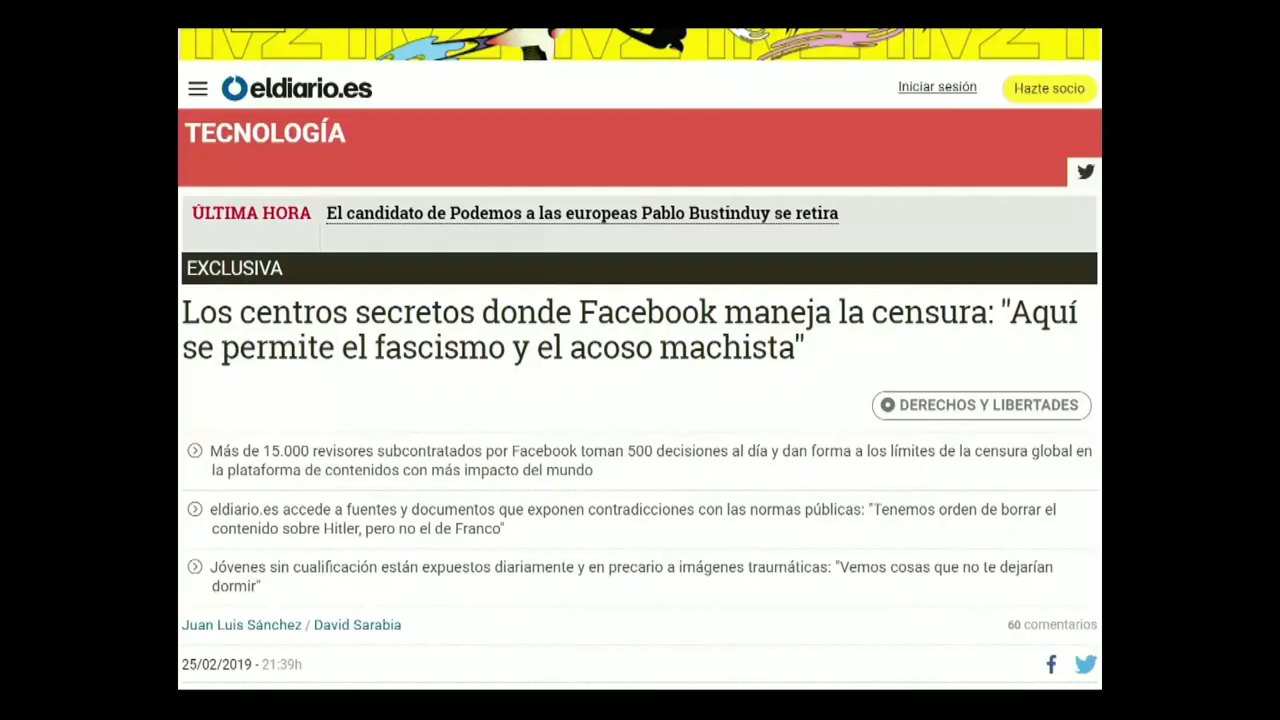 eldiario.es
Iniciar sesión
Hazte socio
TECNOLOGÍA
ÚLTIMA HORA
El candidato de Podemos a las europeas Pablo Bustinduy se retira
EXCLUSIVA
Los centros secretos donde Facebook maneja la censura: "Aquí
se permite el fascismo y el acoso machista"
DERECHOS Y LIBERTADES
Más de 15.000 revisores subcontratados por Facebook toman 500 decisiones al día y dan forma a los límites de la censura global en
la plataforma de contenidos con más impacto del mundo
eldiario.es accede a fuentes y documentos que exponen contradicciones con las normas públicas: "Tenemos orden de borrar el
contenido sobre Hitler, pero no el de Franco"
Jóvenes sin cualificación están expuestos diariamente y en precario a imágenes traumáticas: "Vemos cosas que no te dejarían
dormir"
Juan Luis Sánchez / David Sarabia
60 comentarios
25/02/2019 - 21:39h